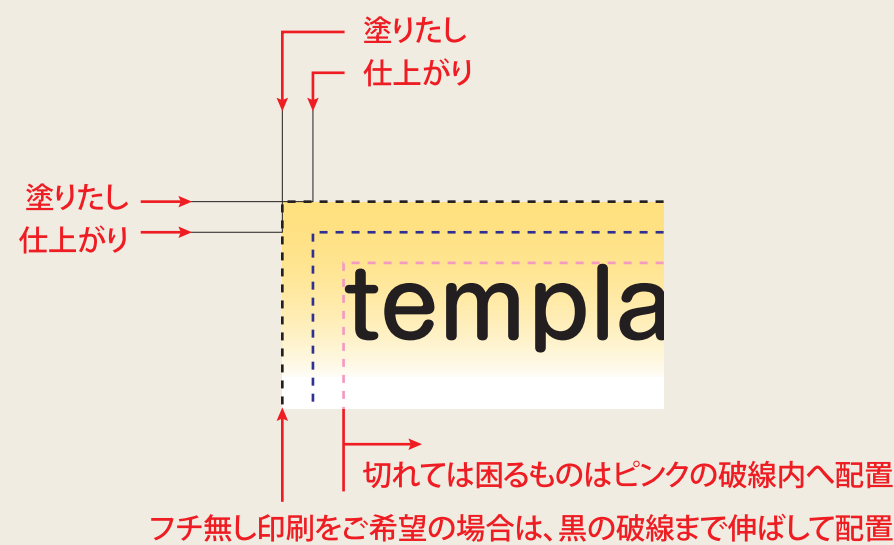 塗りたし
仕上がり
塗りたし
仕上がり
templa
切れては困るものはピンクの破線内へ配置
フチ無し印刷をご希望の場合は、黒の破線まで伸ばして配置